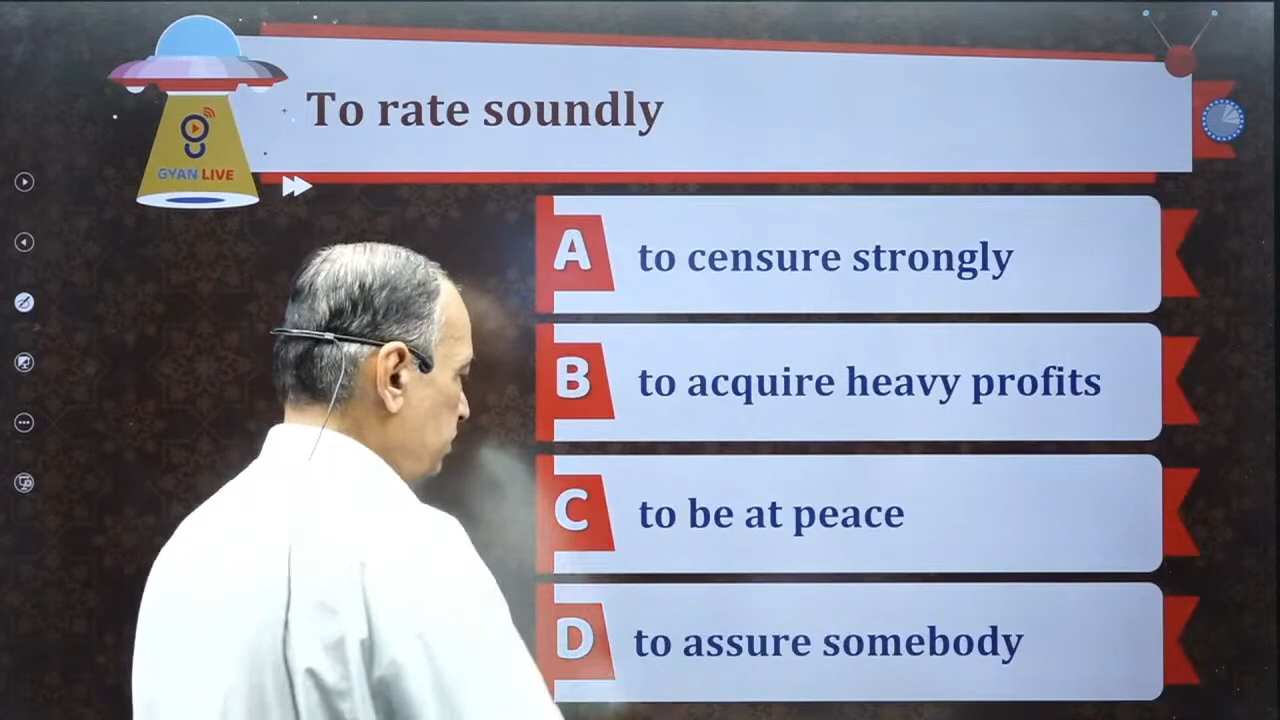 To rate soundly
GYAN LIVE
A to censure strongly
B to acquire heavy profits
C to be at peace
D to assure somebody